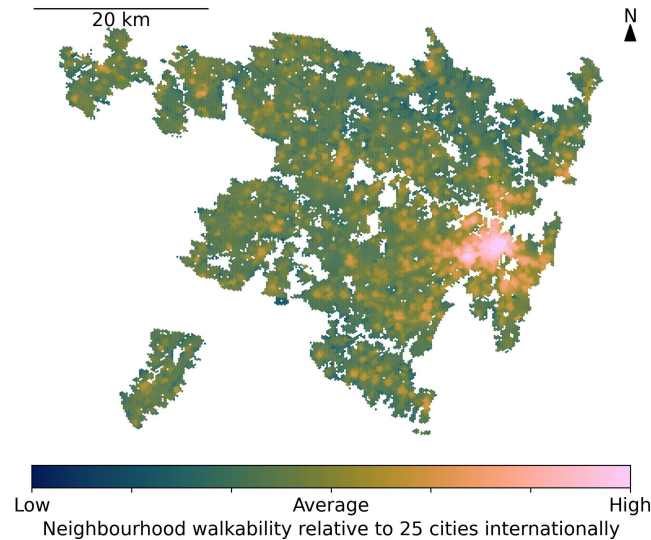 20 km
N
Low Average High
Neighbourhood walkability relative to 25 cities internationally